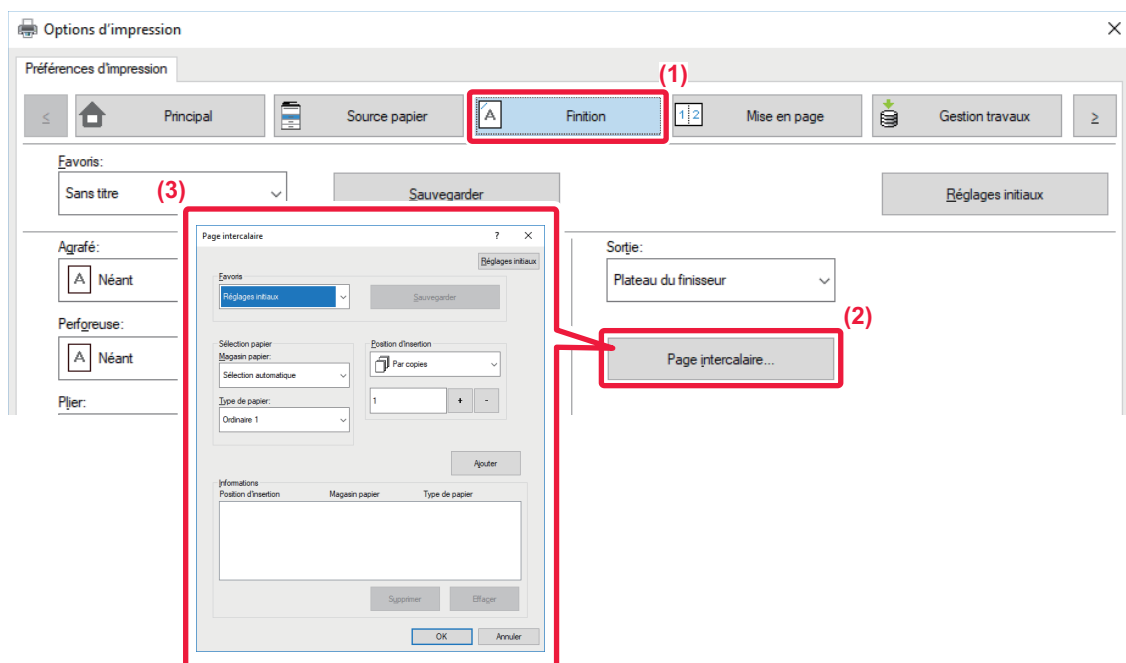 Options d'impression
Préférences d'impression
(1)
< Principal Source papier A Finition 1 2 Mise en page Gestion travaux >
Favoris:
Sans titre Sauvegarder Réglages initiaux
(3)
Agrafé:
A Néant
Perforeuse:
A Néant
Plier:
Sortie:
Plateau du finisseur
(2)
Page intercalaire...
Page intercalaire ? ×
Réglages initiaux
Favoris
Réglages initiaux Sauvegarder
Sélection papier
Magasin papier:
Sélection automatique
Type de papier:
Ordinaire 1
Position d'insertion
Par copies
1 + -
Ajouter
Informations
Position d'insertion Magasin papier Type de papier
Supprimer Effaçer
OK Annuler